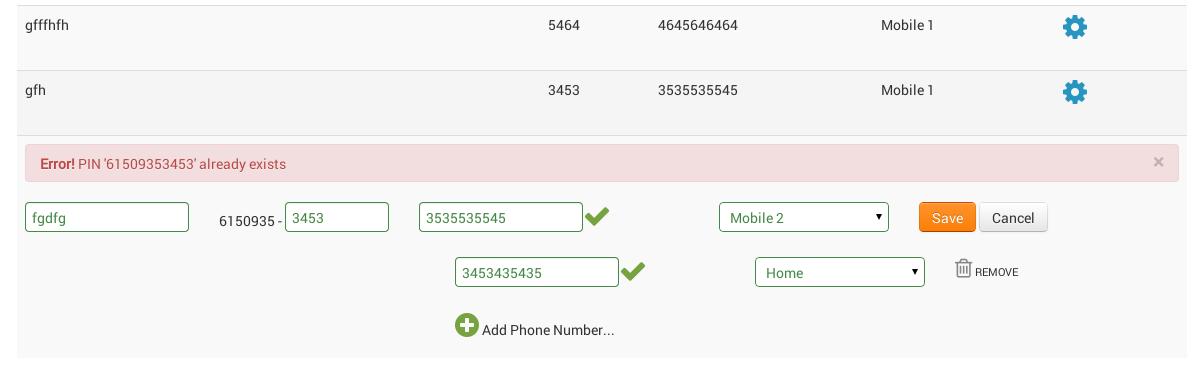 gfffhfh 5464 4645646464 Mobile 1
gfh 3453 3535535545 Mobile 1
Error! PIN '61509353453' already exists ×
fgdfg 6150935 - 3453 3535535545 Mobile 2 Save Cancel
3453435435 Home REMOVE
Add Phone Number...